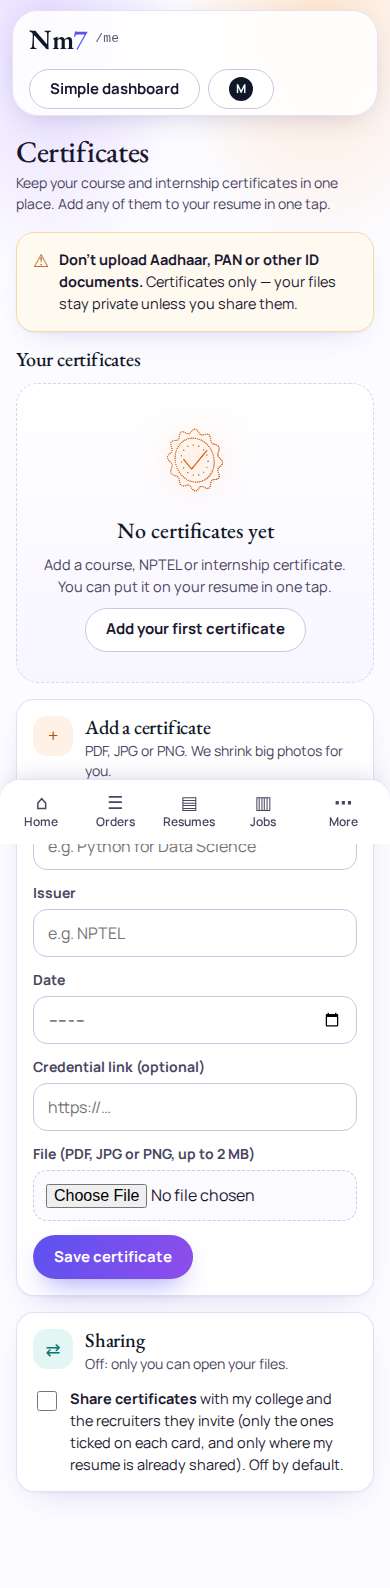 Nm7 /me
Simple dashboard
M
Certificates
Keep your course and internship certificates in one
place. Add any of them to your resume in one tap.
⚠ Don't upload Aadhaar, PAN or other ID
documents. Certificates only — your files
stay private unless you share them.
Your certificates
No certificates yet
Add a course, NPTEL or internship certificate.
You can put it on your resume in one tap.
Add your first certificate
+ Add a certificate
PDF, JPG or PNG. We shrink big photos for
you.
Home
Orders
Resumes
Jobs
More
e.g. Python for Data Science
Issuer
e.g. NPTEL
Date
----
Credential link (optional)
https://…
File (PDF, JPG or PNG, up to 2 MB)
Choose File No file chosen
Save certificate
⇄ Sharing
Off: only you can open your files.
Share certificates with my college and
the recruiters they invite (only the ones
ticked on each card, and only where my
resume is already shared). Off by default.